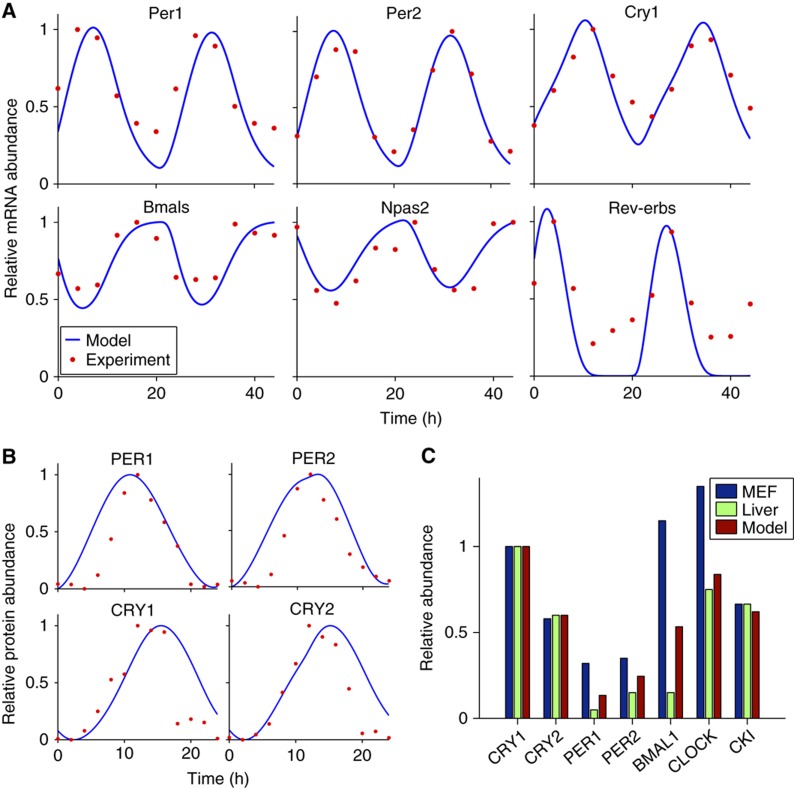 A
Per1
Per2
Cry1
Relative mRNA abundance
1
0.5
0
Bmals
Npas2
Rev-erbs
1
0.5
0
Model
Experiment
0
20
40
0
20
40
0
20
40
Time (h)
B
PER1
PER2
Relative protein abundance
1
0.5
0
CRY1
CRY2
1
0.5
0
0
10
20
0
10
20
Time (h)
C
MEF
Liver
Model
Relative abundance
1
0.5
0
CRY1
CRY2
PER1
PER2
BMAL1
CLOCK
CKI